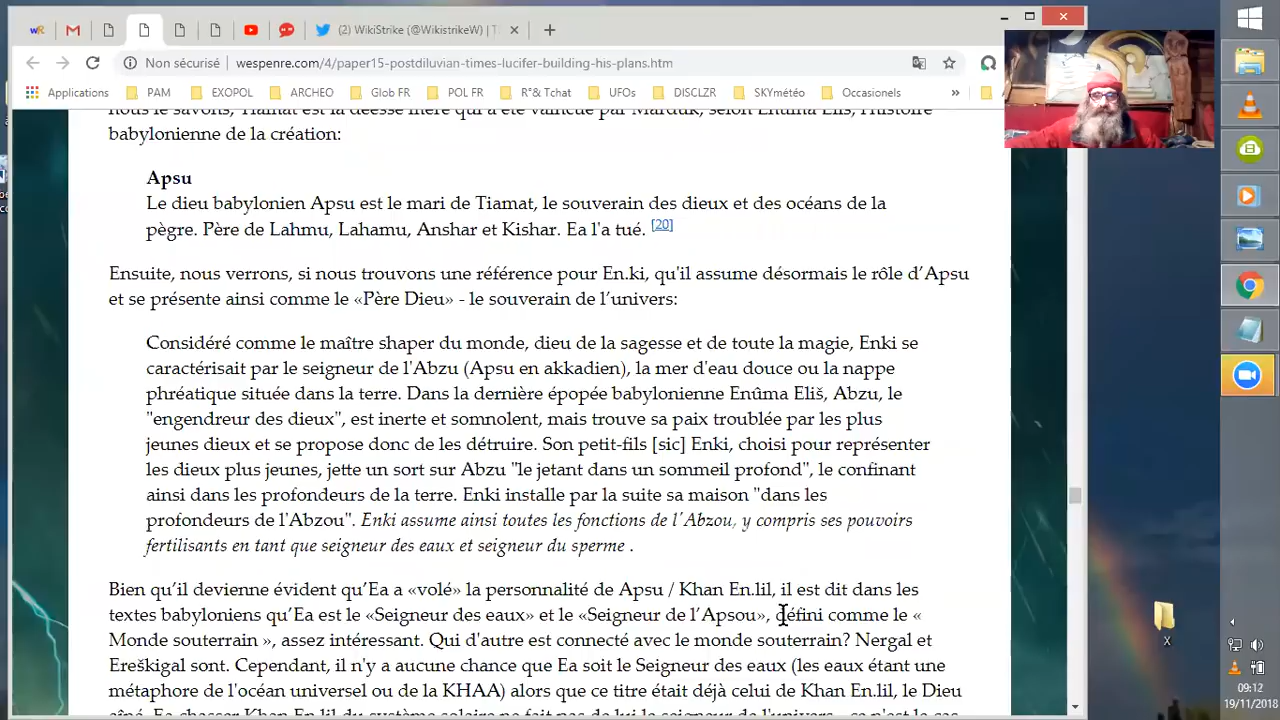 (2) WikiStrike (@WikistrikeW) | T
Non sécurisé | wespenre.com/4/paper13-postdiluvian-times-lucifer-building-his-plans.htm
Applications PAM EXOPOL ARCHEO POL FR PF Tchat UFOS DISCLZR SKYmétéo Occasionels »
babylonienne de la création:
Apsu
Le dieu babylonien Apsu est le mari de Tiamat, le souverain des dieux et des océans de la
pègre. Père de Lahmu, Lahamu, Anshar et Kishar. Ea l'a tué. [20]
Ensuite, nous verrons, si nous trouvons une référence pour En.ki, qu'il assume désormais le rôle d’Apsu
et se présente ainsi comme le «Père Dieu» - le souverain de l’univers:
Considéré comme le maître shaper du monde, dieu de la sagesse et de toute la magie, Enki se
caractérisait par le seigneur de l'Abzu (Apsu en akkadien), la mer d'eau douce ou la nappe
phréatique située dans la terre. Dans la dernière épopée babylonienne Enûma Eliš, Abzu, le
"engendreur des dieux", est inerte et somnolent, mais trouve sa paix troublée par les plus
jeunes dieux et se propose donc de les détruire. Son petit-fils [sic] Enki, choisi pour représenter
les dieux plus jeunes, jette un sort sur Abzu "le jetant dans un sommeil profond", le confinant
ainsi dans les profondeurs de la terre. Enki installe par la suite sa maison "dans les
profondeurs de l'Abzou". Enki assume ainsi toutes les fonctions de l'Abzou, y compris ses pouvoirs
fertilisants en tant que seigneur des eaux et seigneur du sperme .
Bien qu’il devienne évident qu’Ea a «volé» la personnalité de Apsu / Khan En.lil, il est dit dans les
textes babyloniens qu’Ea est le «Seigneur des eaux» et le «Seigneur de l’Apsou», défini comme le «
Monde souterrain », assez intéressant. Qui d'autre est connecté avec le monde souterrain? Nergal et
Ereškigal sont. Cependant, il n'y a aucune chance que Ea soit le Seigneur des eaux (les eaux étant une
métaphore de l'océan universel ou de la KHAA) alors que ce titre était déjà celui de Khan En.lil, le Dieu
X
09:12
19/11/2018